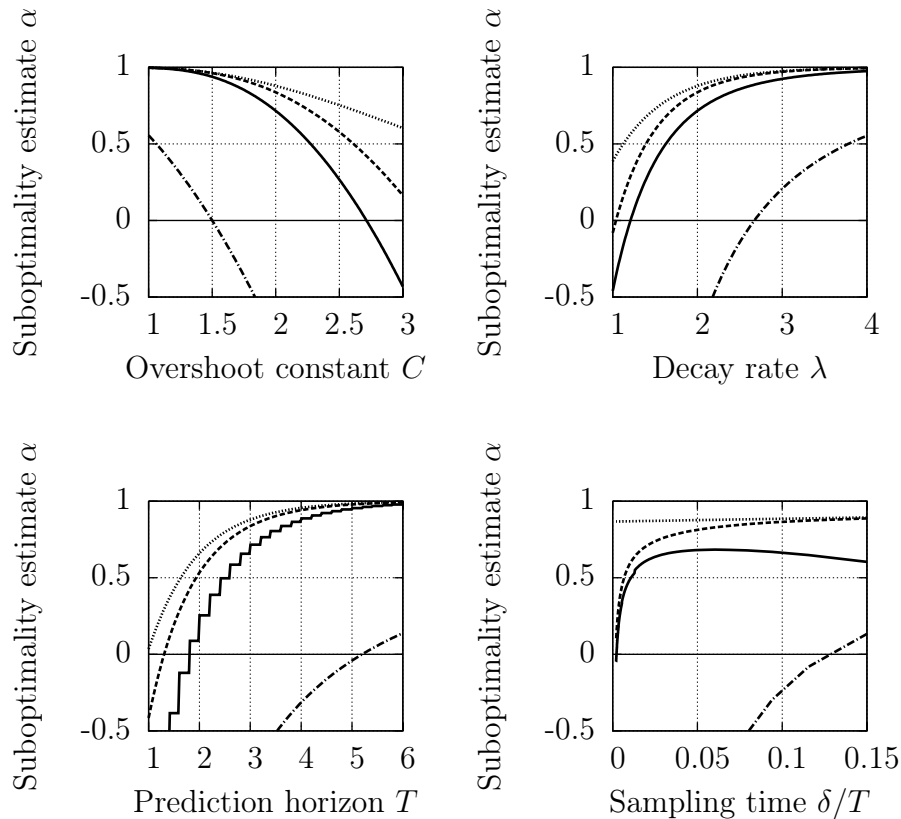 Suboptimality estimate α
1
0.5
0
-0.5
1 1.5 2 2.5 3
Overshoot constant C
Suboptimality estimate α
1
0.5
0
-0.5
1 2 3 4
Decay rate λ
Suboptimality estimate α
1
0.5
0
-0.5
1 2 3 4 5 6
Prediction horizon T
Suboptimality estimate α
1
0.5
0
-0.5
0 0.05 0.1 0.15
Sampling time δ/T